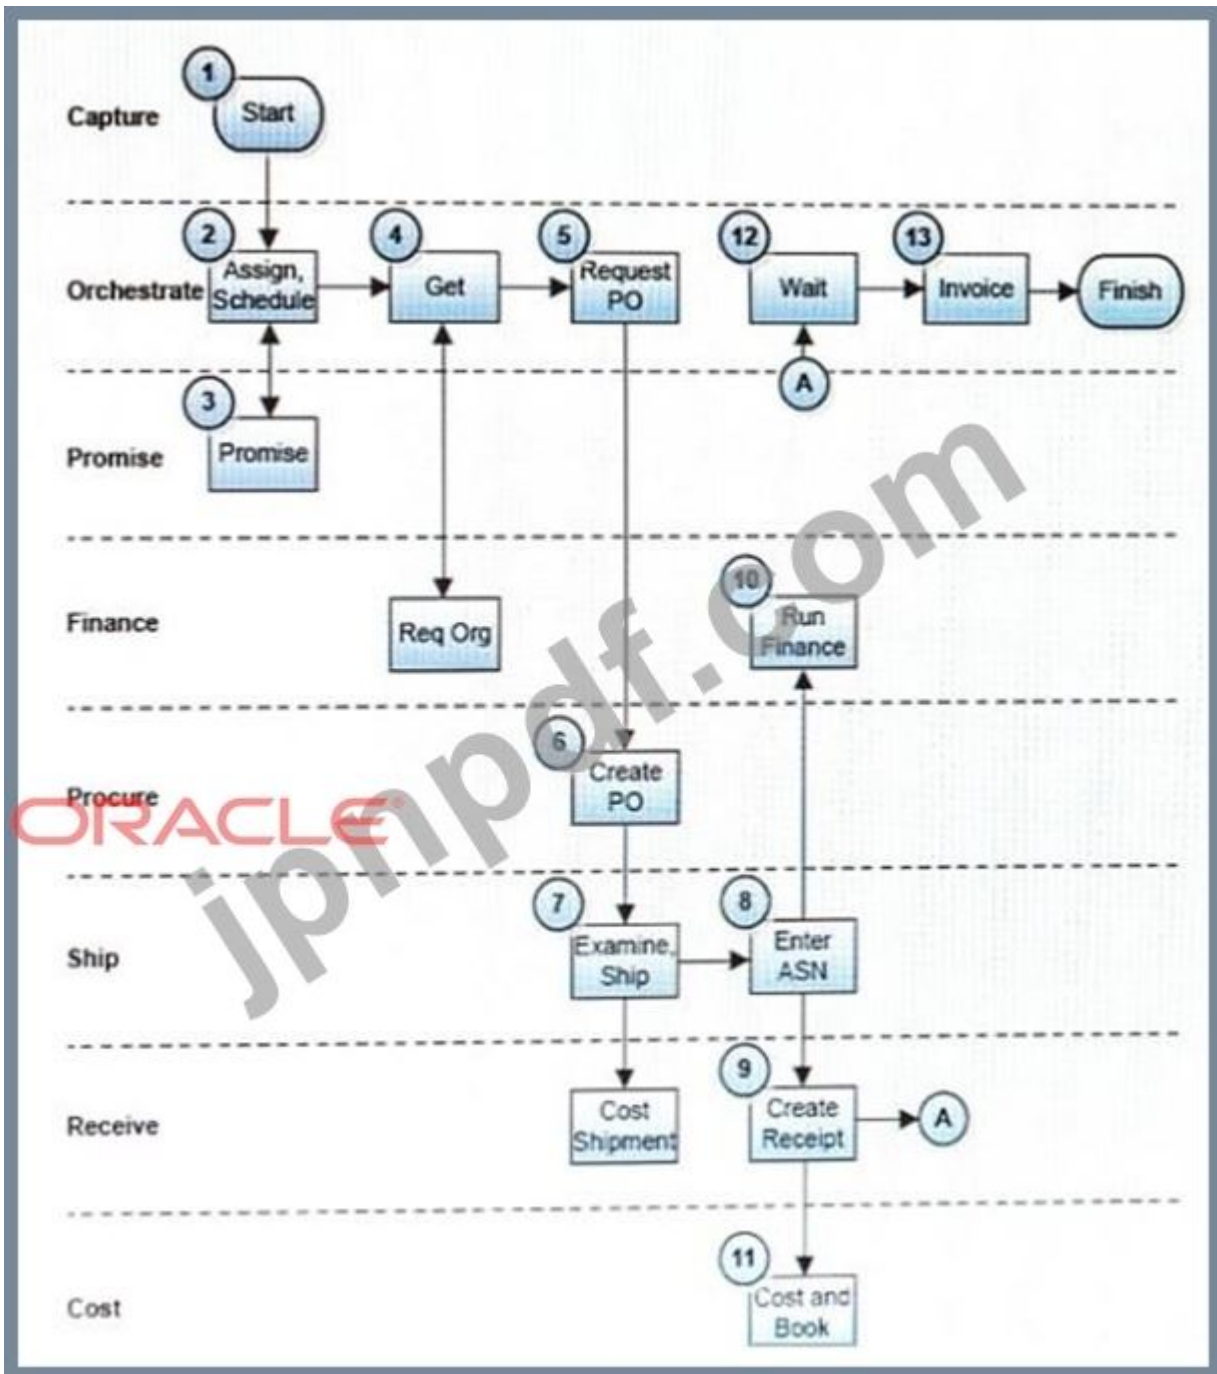 1
Start
Capture
2
4
5
12
13
Assign,
Schedule
Get
Request
PO
Wait
Invoice
Finish
Orchestrate
A
3
Promise
Promise
10
Run
Finance
Req Org
Finance
6
Create
PO
Procure
ORACLE
jpnpdf.com
7
8
Examine,
Ship
Enter
ASN
Ship
9
Cost
Shipment
Create
Receipt
A
Receive
11
Cost and
Book
Cost